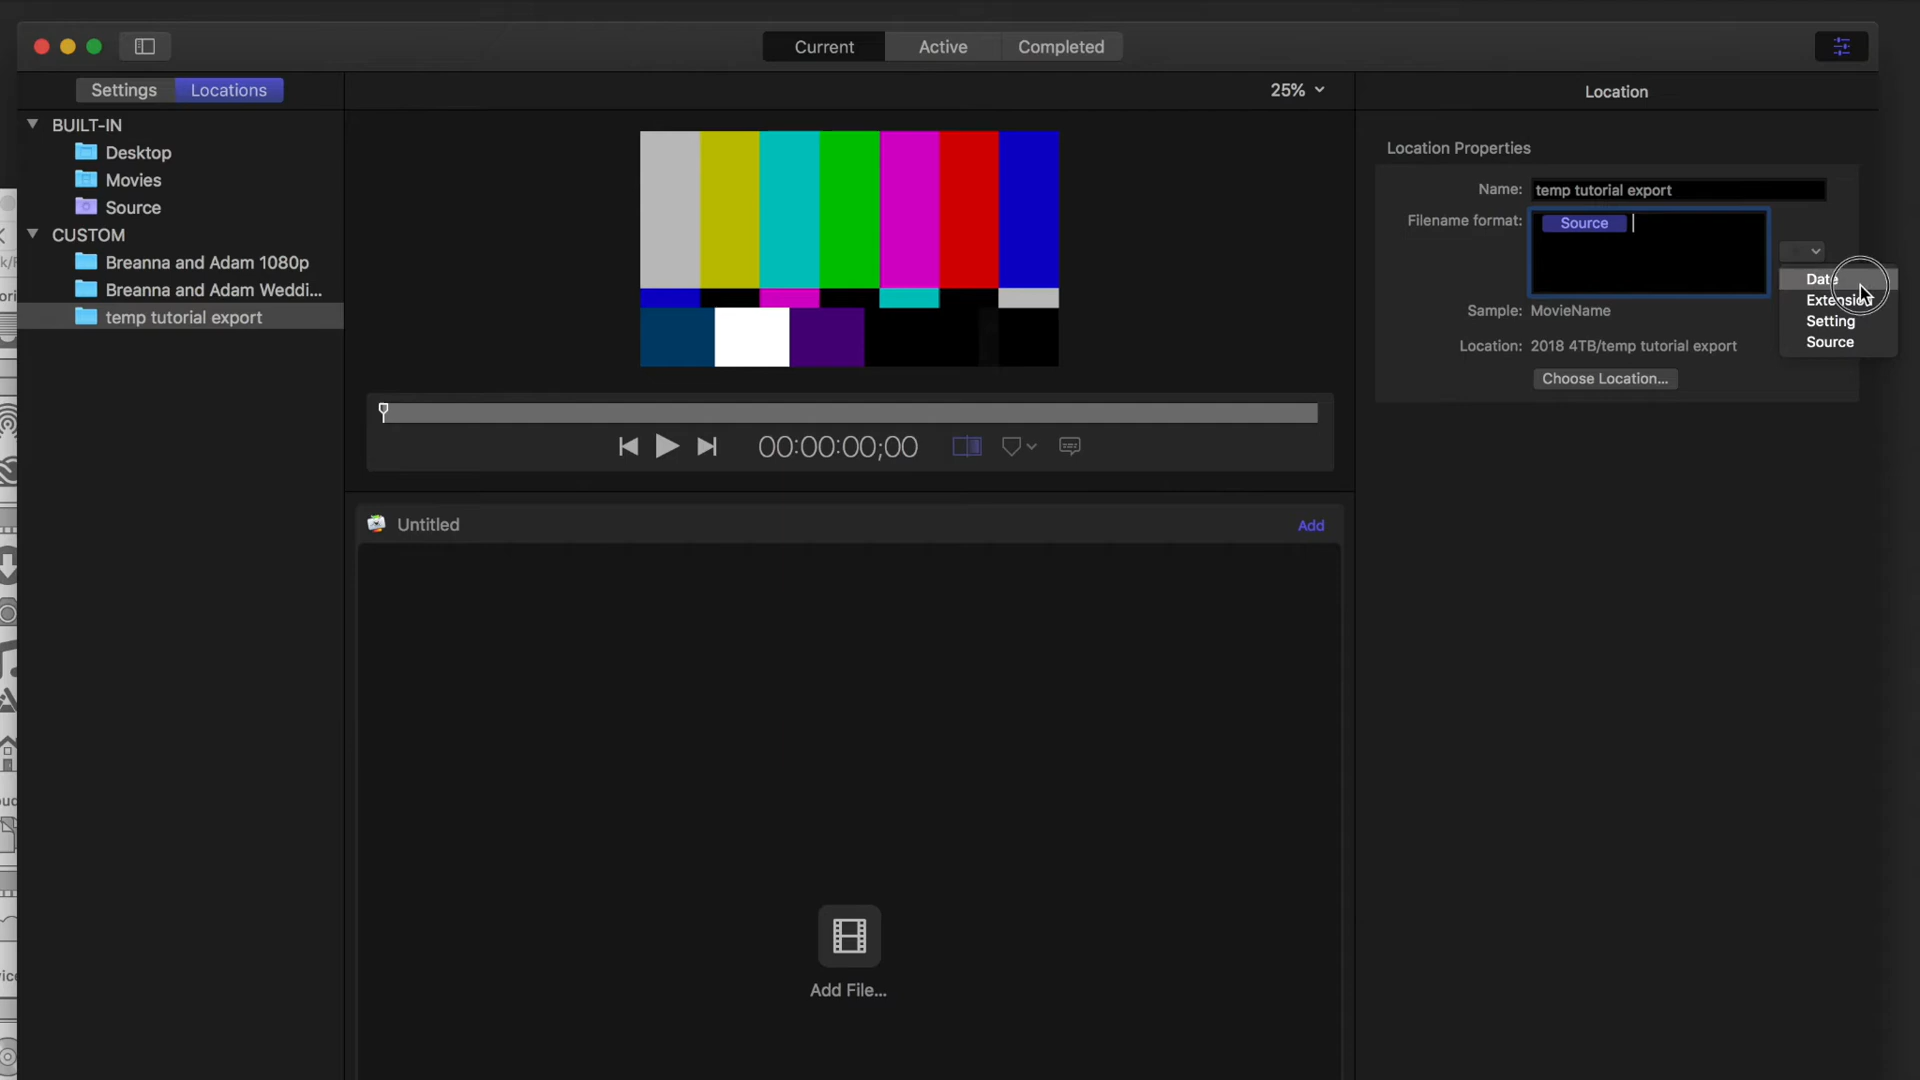 Current
Active
Completed
Settings
Locations
25%
Location
BUILT-IN
Desktop
Movies
Source
CUSTOM
Breanna and Adam 1080p
Breanna and Adam Weddi...
temp tutorial export
Location Properties
Name: temp tutorial export
Filename format: Source
Date
Extension
Setting
Source
Sample: MovieName
Location: 2018 4TB/temp tutorial export
Choose Location...
00:00:00;00
Untitled
Add
Add File...